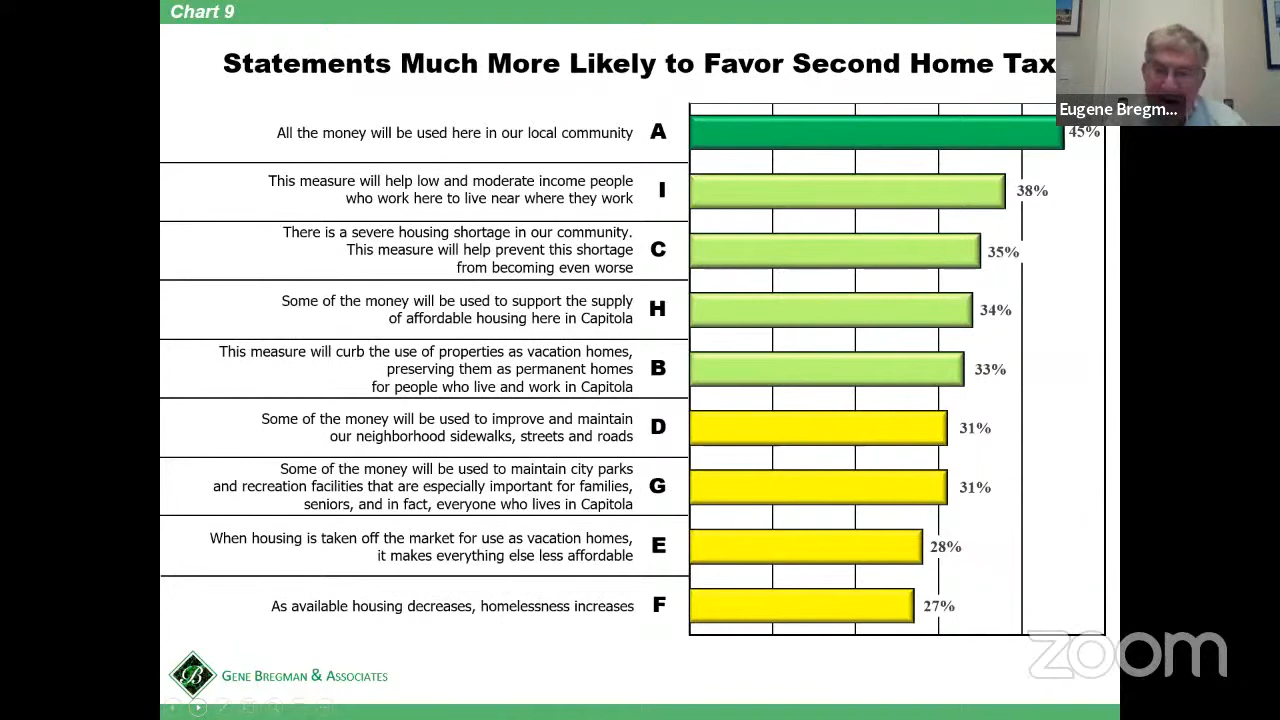 Chart 9
Statements Much More Likely to Favor Second Home Tax
Eugene Bregm...
All the money will be used here in our local community
A
45%
This measure will help low and moderate income people
who work here to live near where they work
I
38%
There is a severe housing shortage in our community.
This measure will help prevent this shortage
from becoming even worse
C
35%
Some of the money will be used to support the supply
of affordable housing here in Capitola
H
34%
This measure will curb the use of properties as vacation homes,
preserving them as permanent homes
for people who live and work in Capitola
B
33%
Some of the money will be used to improve and maintain
our neighborhood sidewalks, streets and roads
D
31%
Some of the money will be used to maintain city parks
and recreation facilities that are especially important for families,
seniors, and in fact, everyone who lives in Capitola
G
31%
When housing is taken off the market for use as vacation homes,
it makes everything else less affordable
E
28%
As available housing decreases, homelessness increases
F
27%
zoom
B
GENE BREGMAN & ASSOCIATES